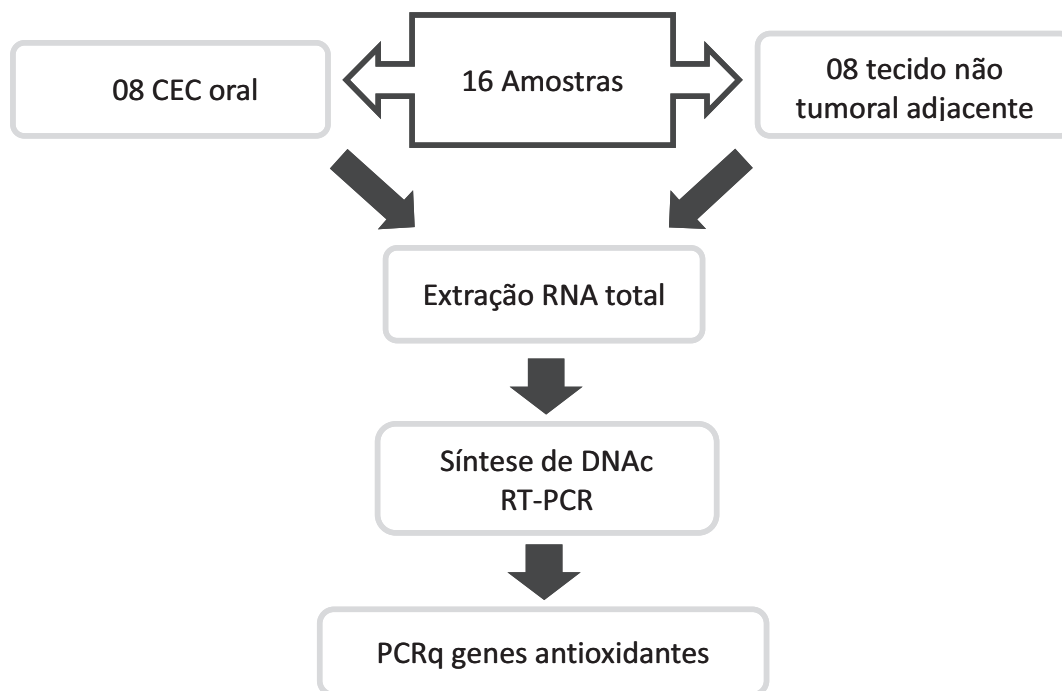 08 CEC oral
16 Amostras
08 tecido não
tumoral adjacente
Extração RNA total
Síntese de DNAc
RT-PCR
PCRq genes antioxidantes